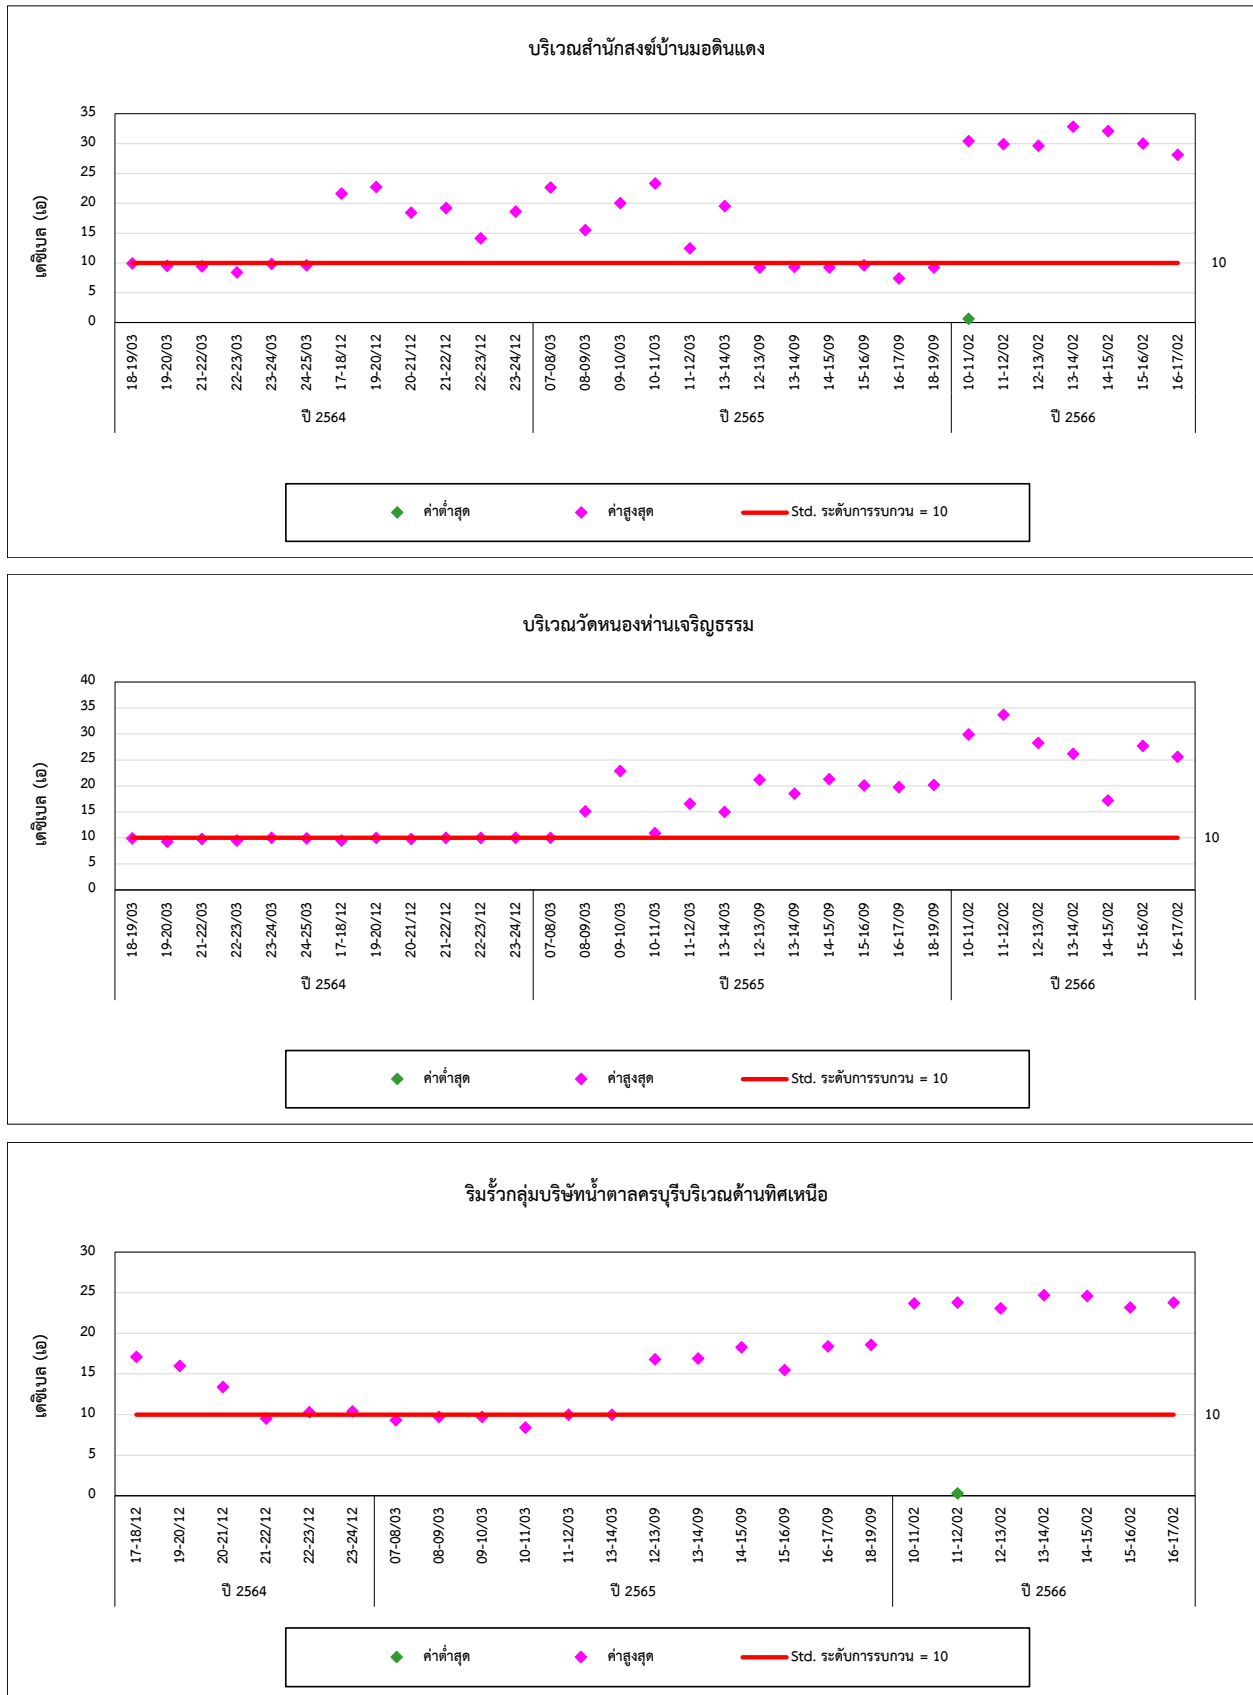 บริเวณสำนักสงฆ์บ้านมอดินแดง
35
30
25
20
15
10
5
0
เดซิเบล (เอ)
10
18-19/03 19-20/03 21-22/03 22-23/03 23-24/03 24-25/03 17-18/12 19-20/12 20-21/12 21-22/12 22-23/12 23-24/12 07-08/03 08-09/03 09-10/03 10-11/03 11-12/03 13-14/03 12-13/09 13-14/09 14-15/09 15-16/09 16-17/09 18-19/09 10-11/02 11-12/02 12-13/02 13-14/02 14-15/02 15-16/02 16-17/02
ปี 2564 ปี 2565 ปี 2566
ค่าต่ำสุด ค่าสูงสุด Std. ระดับการรบกวน = 10
บริเวณวัดหนองห่านเจริญธรรม
40
35
30
25
20
15
10
5
0
เดซิเบล (เอ)
10
18-19/03 19-20/03 21-22/03 22-23/03 23-24/03 24-25/03 17-18/12 19-20/12 20-21/12 21-22/12 22-23/12 23-24/12 07-08/03 08-09/03 09-10/03 10-11/03 11-12/03 13-14/03 12-13/09 13-14/09 14-15/09 15-16/09 16-17/09 18-19/09 10-11/02 11-12/02 12-13/02 13-14/02 14-15/02 15-16/02 16-17/02
ปี 2564 ปี 2565 ปี 2566
ค่าต่ำสุด ค่าสูงสุด Std. ระดับการรบกวน = 10
ริมรั้วกลุ่มบริษัทน้ำตาลครบุรีบริเวณด้านทิศเหนือ
30
25
20
15
10
5
0
เดซิเบล (เอ)
10
17-18/12 19-20/12 20-21/12 21-22/12 22-23/12 23-24/12 07-08/03 08-09/03 09-10/03 10-11/03 11-12/03 13-14/03 12-13/09 13-14/09 14-15/09 15-16/09 16-17/09 18-19/09 10-11/02 11-12/02 12-13/02 13-14/02 14-15/02 15-16/02 16-17/02
ปี 2564 ปี 2565 ปี 2566
ค่าต่ำสุด ค่าสูงสุด Std. ระดับการรบกวน = 10